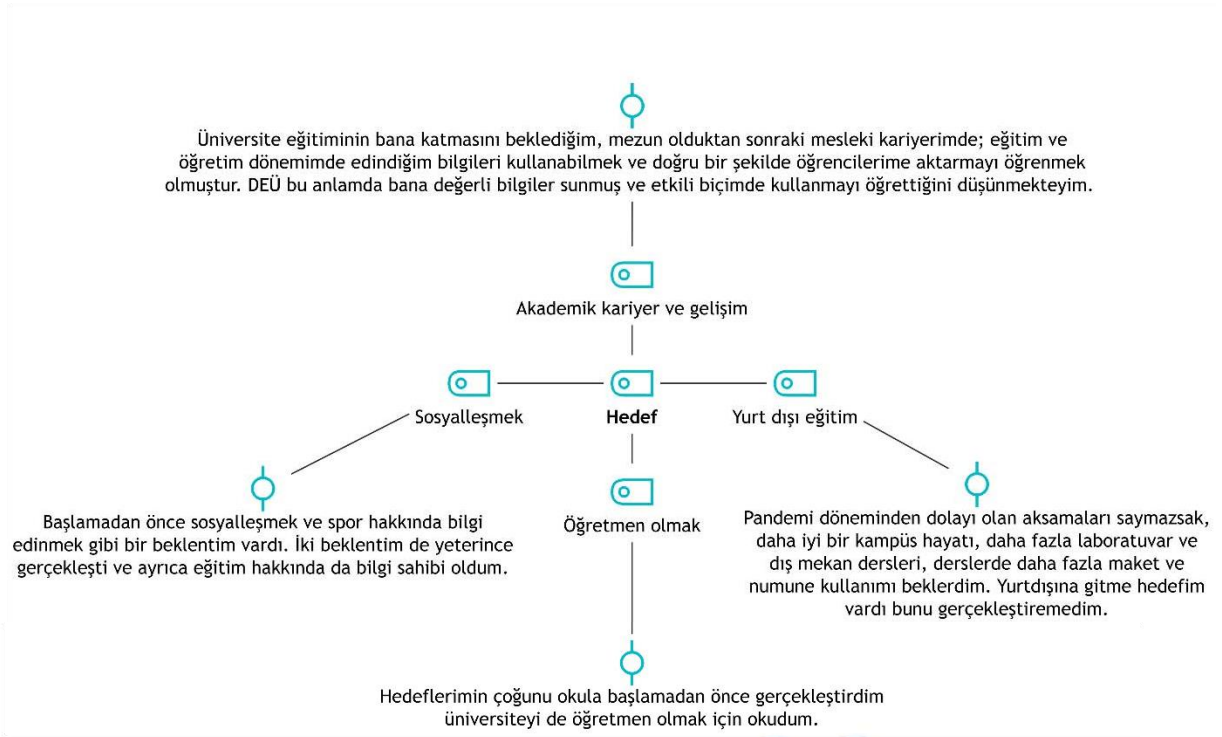 Üniversite eğitiminin bana katmasını beklediğim, mezun olduktan sonraki mesleki kariyerimde; eğitim ve
öğretim dönemimde edindiğim bilgileri kullanabilmek ve doğru bir şekilde öğrencilerime aktarmayı öğrenmek
olmuştur. DEÜ bu anlamda bana değerli bilgiler sunmuş ve etkili biçimde kullanmayı öğrettiğini düşünmekteyim.
Akademik kariyer ve gelişim
Sosyalleşmek
Hedef
Yurt dışı eğitim
Başlamadan önce sosyalleşmek ve spor hakkında bilgi
edinmek gibi bir beklentim vardı. İki beklentim de yeterince
gerçekleşti ve ayrıca eğitim hakkında da bilgi sahibi oldum.
Öğretmen olmak
Pandemi döneminden dolayı olan aksamaları saymazsak,
daha iyi bir kampüs hayatı, daha fazla laboratuvar ve
dış mekan dersleri, derslerde daha fazla maket ve
numune kullanımı beklerdim. Yurtdışına gitme hedefim
vardı bunu gerçekleştiremedim.
Hedeflerimin çoğunu okula başlamadan önce gerçekleştirdim
üniversiteyi de öğretmen olmak için okudum.